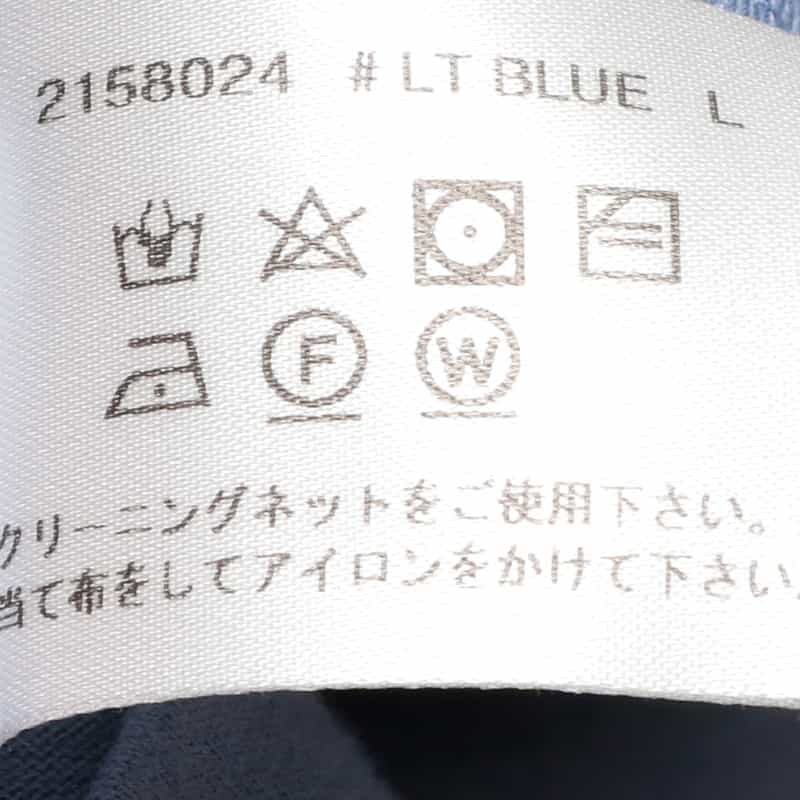 2158024 # LT BLUE L
F W
クリーニングネットをご使用下さい。
当て布をしてアイロンをかけて下さい。